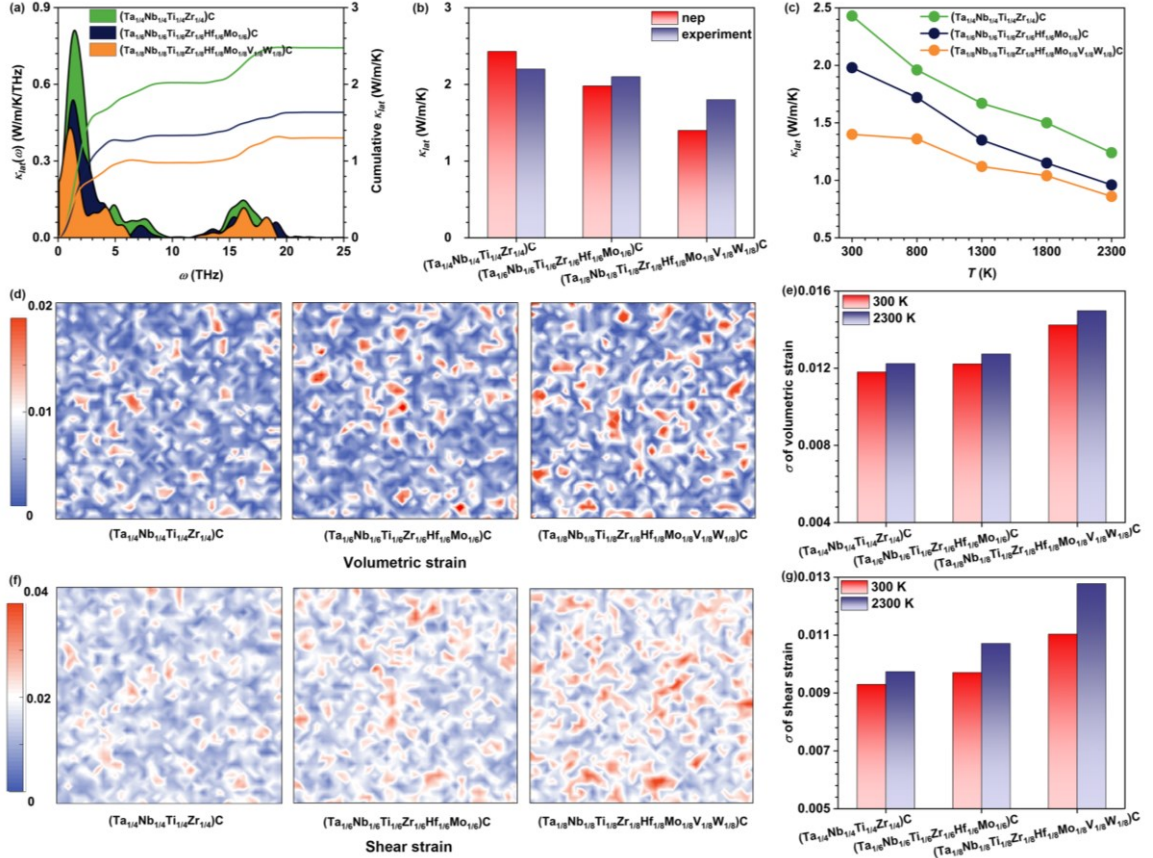 (a)
0.9
0.6
0.3
0.0
κlat(ω) (W/m/K/THz)
(Ta1/4Nb1/4Ti1/4Zr1/4)C
(Ta1/6Nb1/6Ti1/6Zr1/6Hf1/6Mo1/6)C
(Ta1/8Nb1/8Ti1/8Zr1/8Hf1/8Mo1/8V1/8W1/8)C
3
2
1
0
Cumulative κlat (W/m/K)
0 5 10 15 20 25
ω (THz)
(b)
3
2
1
0
κlat (W/m/K)
nep
experiment
(Ta1/4Nb1/4Ti1/4Zr1/4)C
(Ta1/6Nb1/6Ti1/6Zr1/6Hf1/6Mo1/6)C
(Ta1/8Nb1/8Ti1/8Zr1/8Hf1/8Mo1/8V1/8W1/8)C
(c)
2.5
2.0
1.5
1.0
0.5
κlat (W/m/K)
(Ta1/4Nb1/4Ti1/4Zr1/4)C
(Ta1/6Nb1/6Ti1/6Zr1/6Hf1/6Mo1/6)C
(Ta1/8Nb1/8Ti1/8Zr1/8Hf1/8Mo1/8V1/8W1/8)C
300 800 1300 1800 2300
T (K)
(d)
0.02
0.01
0
(Ta1/4Nb1/4Ti1/4Zr1/4)C
(Ta1/6Nb1/6Ti1/6Zr1/6Hf1/6Mo1/6)C
(Ta1/8Nb1/8Ti1/8Zr1/8Hf1/8Mo1/8V1/8W1/8)C
Volumetric strain
(e)
0.016
0.012
0.008
0.004
σ of volumetric strain
300 K
2300 K
(Ta1/4Nb1/4Ti1/4Zr1/4)C
(Ta1/6Nb1/6Ti1/6Zr1/6Hf1/6Mo1/6)C
(Ta1/8Nb1/8Ti1/8Zr1/8Hf1/8Mo1/8V1/8W1/8)C
(f)
0.04
0.02
0
(Ta1/4Nb1/4Ti1/4Zr1/4)C
(Ta1/6Nb1/6Ti1/6Zr1/6Hf1/6Mo1/6)C
(Ta1/8Nb1/8Ti1/8Zr1/8Hf1/8Mo1/8V1/8W1/8)C
Shear strain
(g)
0.013
0.011
0.009
0.007
0.005
σ of shear strain
300 K
2300 K
(Ta1/4Nb1/4Ti1/4Zr1/4)C
(Ta1/6Nb1/6Ti1/6Zr1/6Hf1/6Mo1/6)C
(Ta1/8Nb1/8Ti1/8Zr1/8Hf1/8Mo1/8V1/8W1/8)C